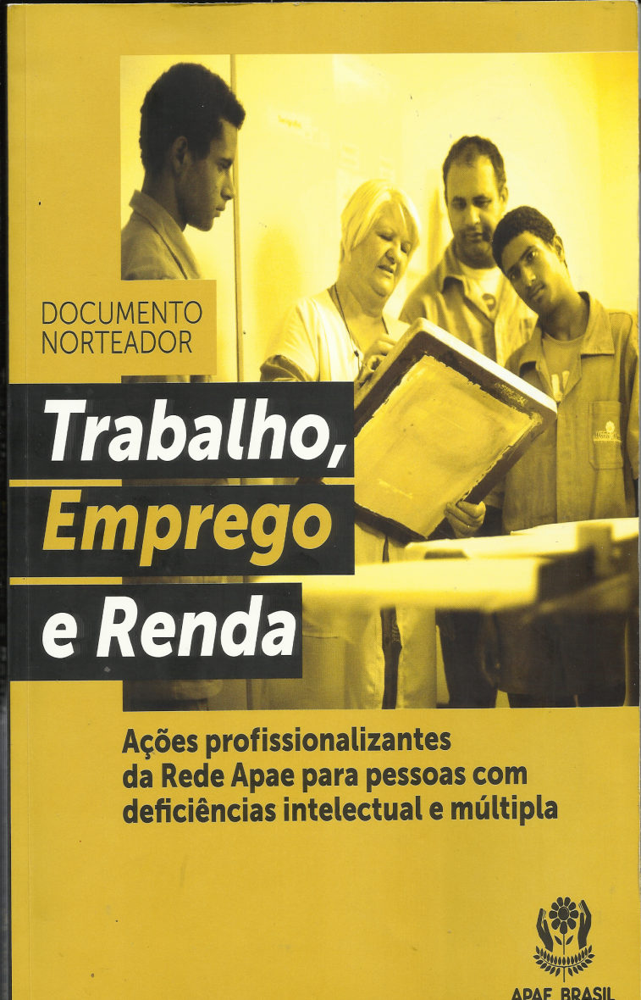 DOCUMENTO
NORTEADOR
Trabalho,
Emprego
e Renda
Ações profissionalizantes
da Rede Apae para pessoas com
deficiências intelectual e múltipla
APAE BRASIL